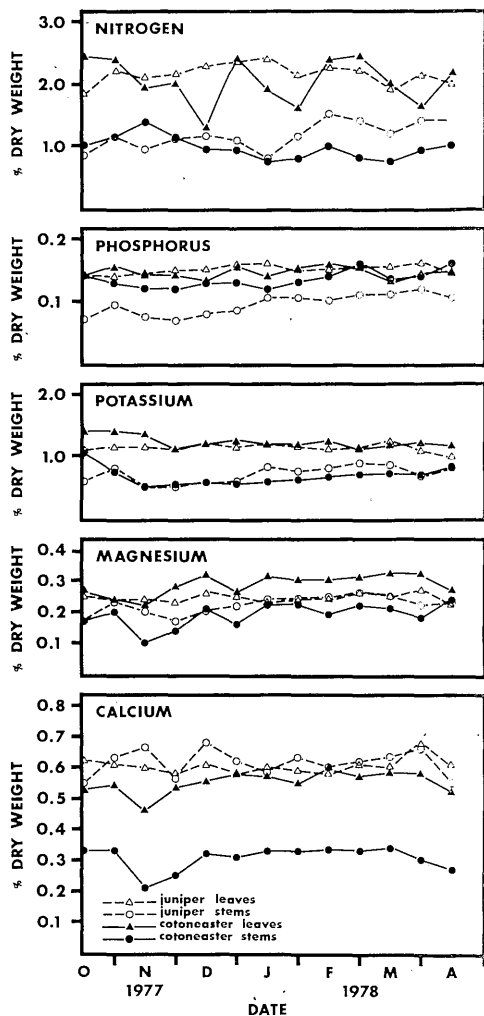 NITROGEN
3.0
2.0
1.0
% DRY WEIGHT
PHOSPHORUS
0.2
0.1
% DRY WEIGHT
POTASSIUM
2.0
1.0
% DRY WEIGHT
MAGNESIUM
0.4
0.3
0.2
0.1
% DRY WEIGHT
CALCIUM
0.8
0.7
0.6
0.5
0.4
0.3
0.2
0.1
% DRY WEIGHT
juniper leaves
juniper stems
cotoneaster leaves
cotoneaster stems
O N D J F M A
1977 1978
DATE